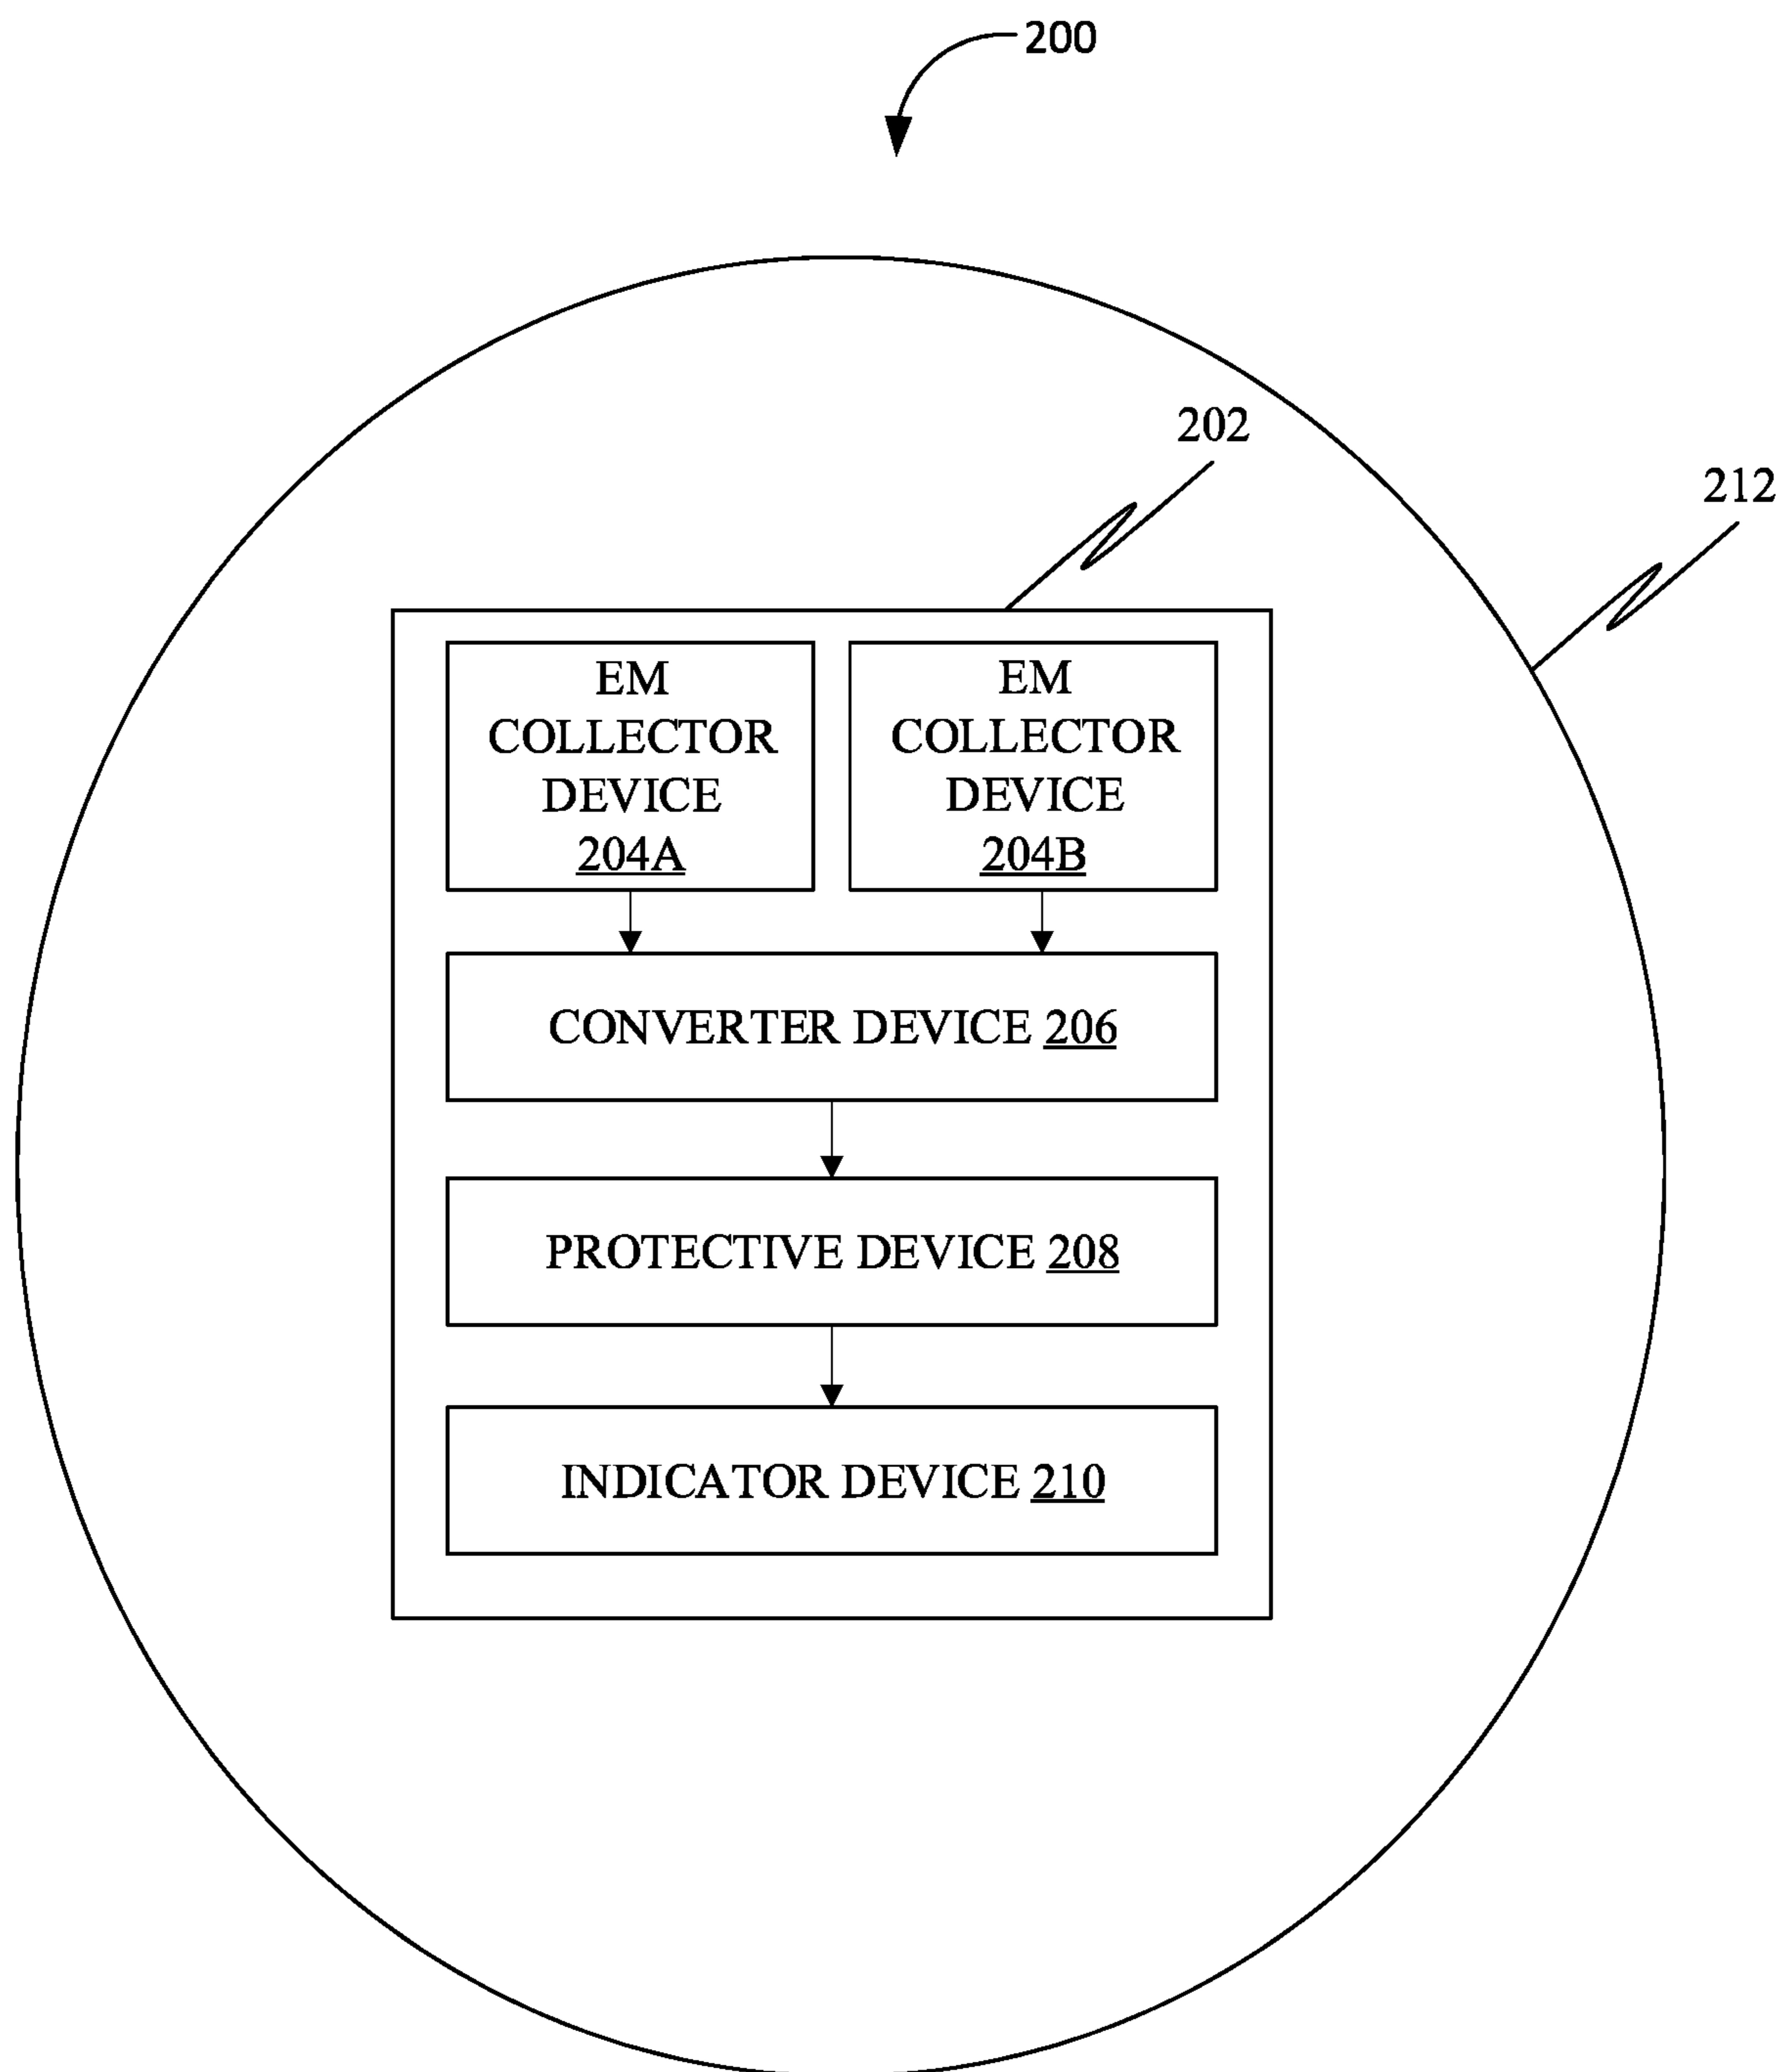 200
202
212
EM
COLLECTOR
DEVICE
204A
EM
COLLECTOR
DEVICE
204B
CONVERTER DEVICE 206
PROTECTIVE DEVICE 208
INDICATOR DEVICE 210